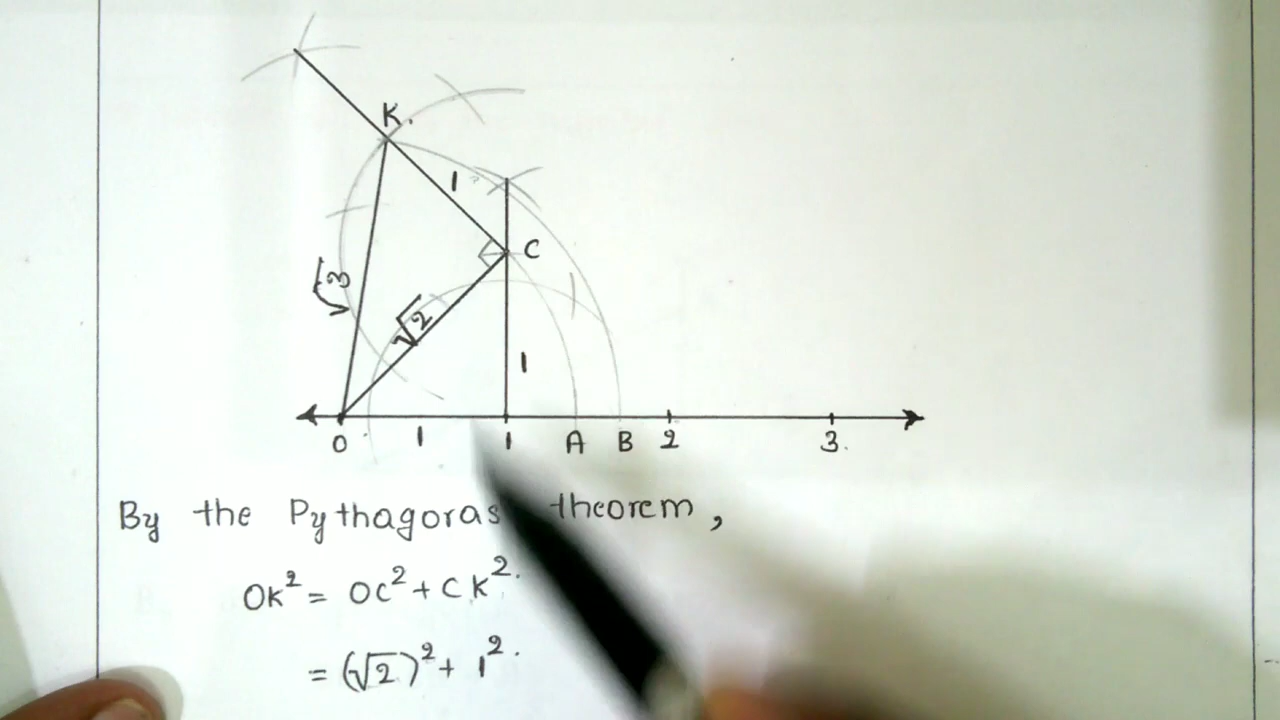 K.
1
C
√3
√2
1
0 1 1 A B 2 3.
By the Pythagoras theorem,
OK² = OC² + CK².
= (√2)² + 1².